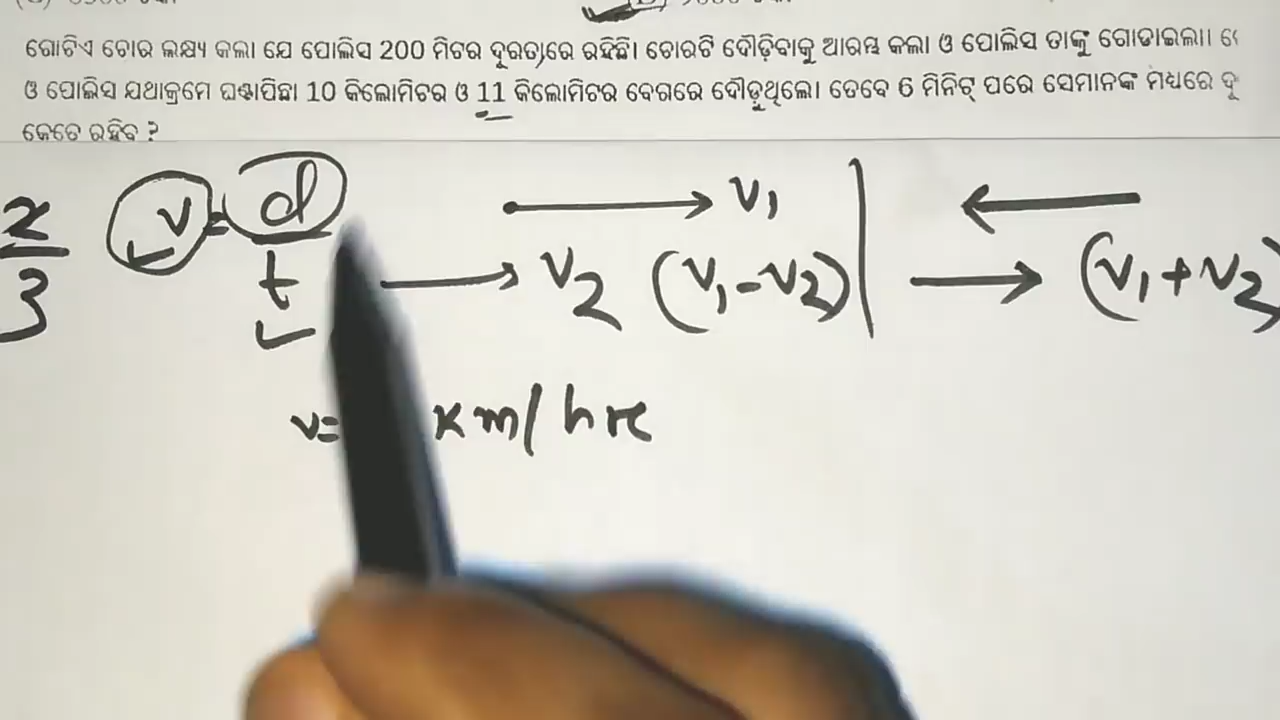 ଗୋଟିଏ ଚୋର ଲକ୍ଷ୍ୟ କଲା ଯେ ପୋଲିସ 200 ମିଟର ଦୂରତ୍ୱରେ ରହିଛି। ଚୋରଟି ଦୌଡ଼ିବାକୁ ଆରମ୍ଭ କଲା ଓ ପୋଲିସ ତାଙ୍କୁ ଗୋଡାଇଲା।
ଓ ପୋଲିସ ଯଥାକ୍ରମେ ଘଣ୍ଟାପିଛା 10 କିଲୋମିଟର ଓ 11 କିଲୋମିଟର ବେଗରେ ଦୌଡୁଥିଲେ। ତେବେ 6 ମିନିଟ୍ ପରେ ସେମାନଙ୍କ ମଧ୍ୟରେ
କେତେ ରହିବ ?
x/3 v = d/t → v₁ ←
→ v₂ (v₁-v₂) → (v₁+v₂)
v= km/hr